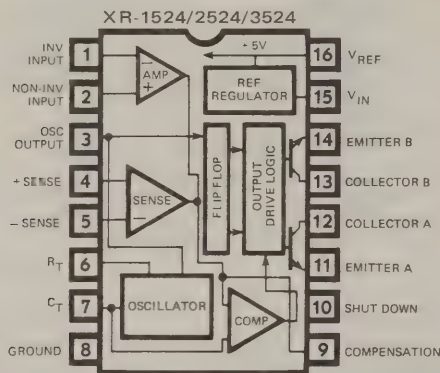 XR-1524/2524/3524
INV INPUT 1
NON-INV INPUT 2
OSC OUTPUT 3
+ SENSE 4
– SENSE 5
RT 6
CT 7
GROUND 8
AMP
–
+
+ 5V
REF REGULATOR
SENSE
+
–
FLIP FLOP
OUTPUT DRIVE LOGIC
OSCILLATOR
COMP
16 VREF
15 VIN
14 EMITTER B
13 COLLECTOR B
12 COLLECTOR A
11 EMITTER A
10 SHUT DOWN
9 COMPENSATION